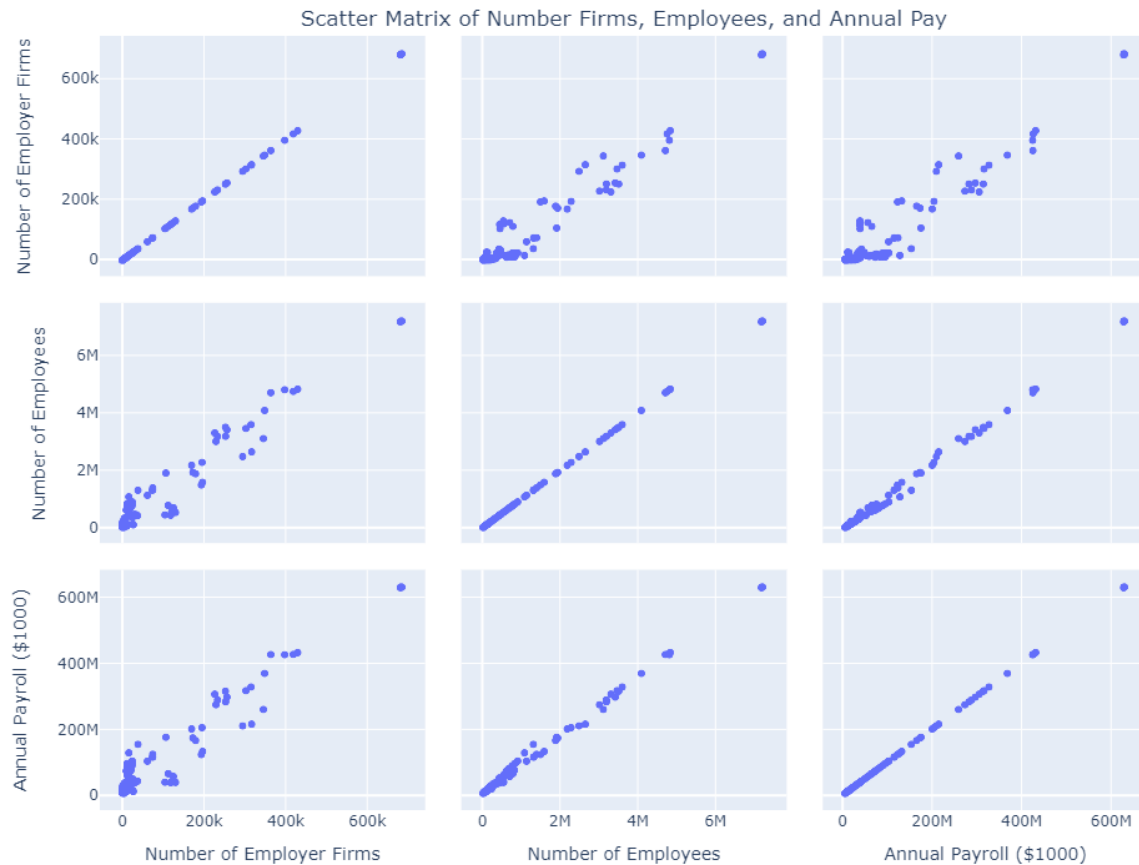 Scatter Matrix of Number Firms, Employees, and Annual Pay
Number of Employer Firms
600k
400k
200k
0
Number of Employees
6M
4M
2M
0
Annual Payroll ($1000)
600M
400M
200M
0
0 200k 400k 600k
0 2M 4M 6M
0 200M 400M 600M
Number of Employer Firms
Number of Employees
Annual Payroll ($1000)